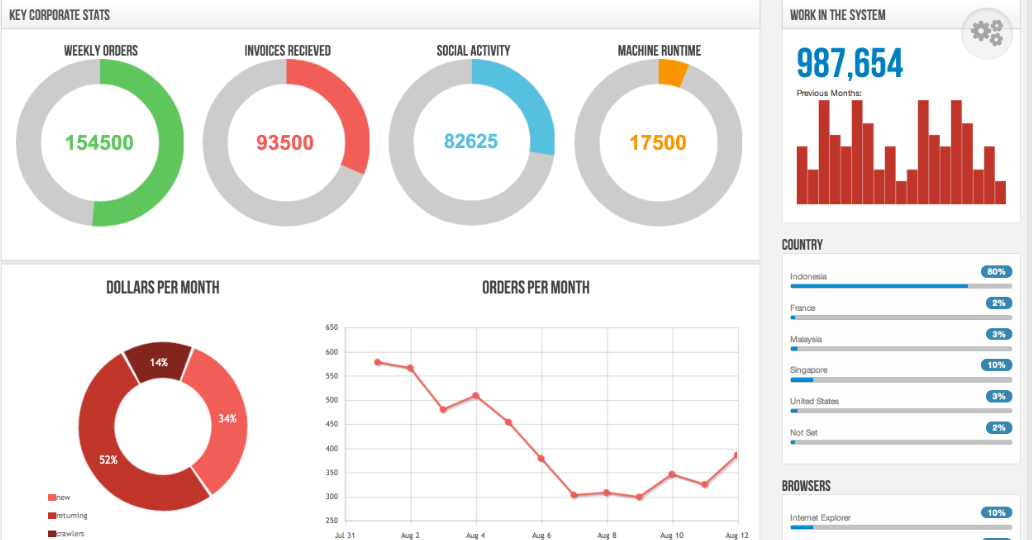 KEY CORPORATE STATS
WEEKLY ORDERS
154500
INVOICES RECIEVED
93500
SOCIAL ACTIVITY
82625
MACHINE RUNTIME
17500
DOLLARS PER MONTH
14%
34%
52%
new
returning
crawlers
ORDERS PER MONTH
650
600
550
500
450
400
350
300
250
Jul 31
Aug 2
Aug 4
Aug 6
Aug 8
Aug 10
Aug 12
WORK IN THE SYSTEM
987,654
Previous Months:
COUNTRY
Indonesia 80%
France 2%
Malaysia 3%
Singapore 10%
United States 3%
Not Set 2%
BROWSERS
Internet Explorer 10%